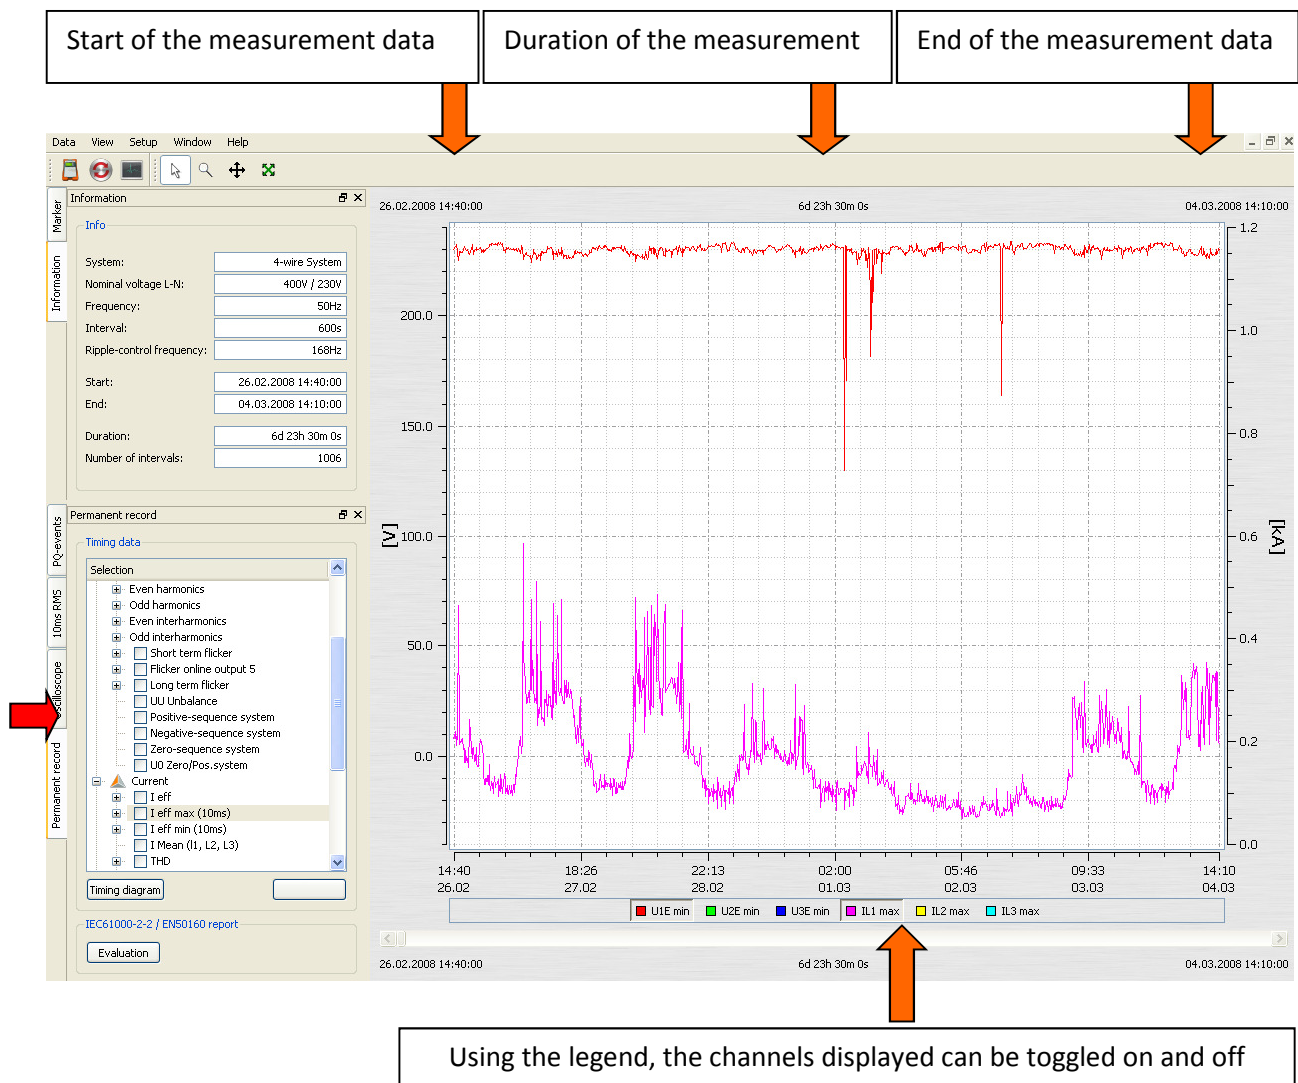 Start of the measurement data
Duration of the measurement
End of the measurement data
Data View Setup Window Help
Marker
Information
Information
Info
System: 4-wire System
Nominal voltage L-N: 400V / 230V
Frequency: 50Hz
Interval: 600s
Ripple-control frequency: 168Hz
Start: 26.02.2008 14:40:00
End: 04.03.2008 14:10:00
Duration: 6d 23h 30m 0s
Number of intervals: 1006
PQ-events
10ms RMS
Permanent record
Permanent record
Timing data
Selection
Even harmonics
Odd harmonics
Even interharmonics
Odd interharmonics
Short term flicker
Flicker online output 5
Long term flicker
UU Unbalance
Positive-sequence system
Negative-sequence system
Zero-sequence system
U0 Zero/Pos.system
Current
I eff
I eff max (10ms)
I eff min (10ms)
I Mean (l1, L2, L3)
THD
Timing diagram
IEC61000-2-2 / EN50160 report
Evaluation
26.02.2008 14:40:00 6d 23h 30m 0s 04.03.2008 14:10:00
200.0
150.0
100.0
50.0
0.0
[V]
1.2
1.0
0.8
0.6
0.4
0.2
0.0
[kA]
14:40 18:26 22:13 02:00 05:46 09:33 14:10
26.02 27.02 28.02 01.03 02.03 03.03 04.03
U1E min U2E min U3E min IL1 max IL2 max IL3 max
26.02.2008 14:40:00 6d 23h 30m 0s 04.03.2008 14:10:00
Using the legend, the channels displayed can be toggled on and off